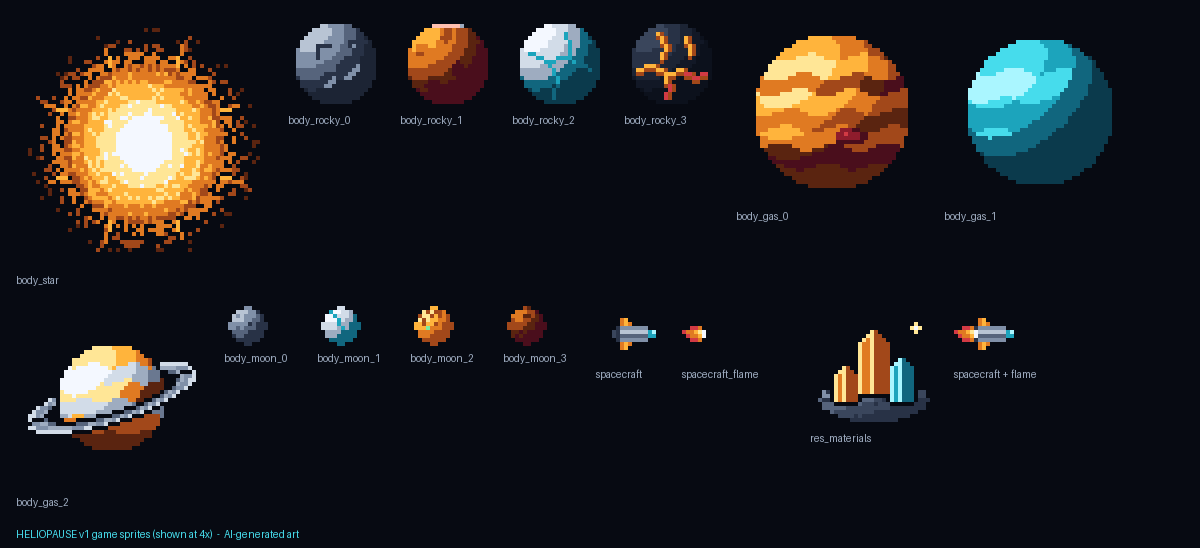 body_rocky_0
body_rocky_1
body_rocky_2
body_rocky_3
body_gas_0
body_gas_1
body_star
body_moon_0
body_moon_1
body_moon_2
body_moon_3
spacecraft
spacecraft_flame
spacecraft + flame
res_materials
body_gas_2
HELIOPAUSE v1 game sprites (shown at 4x) - AI-generated art